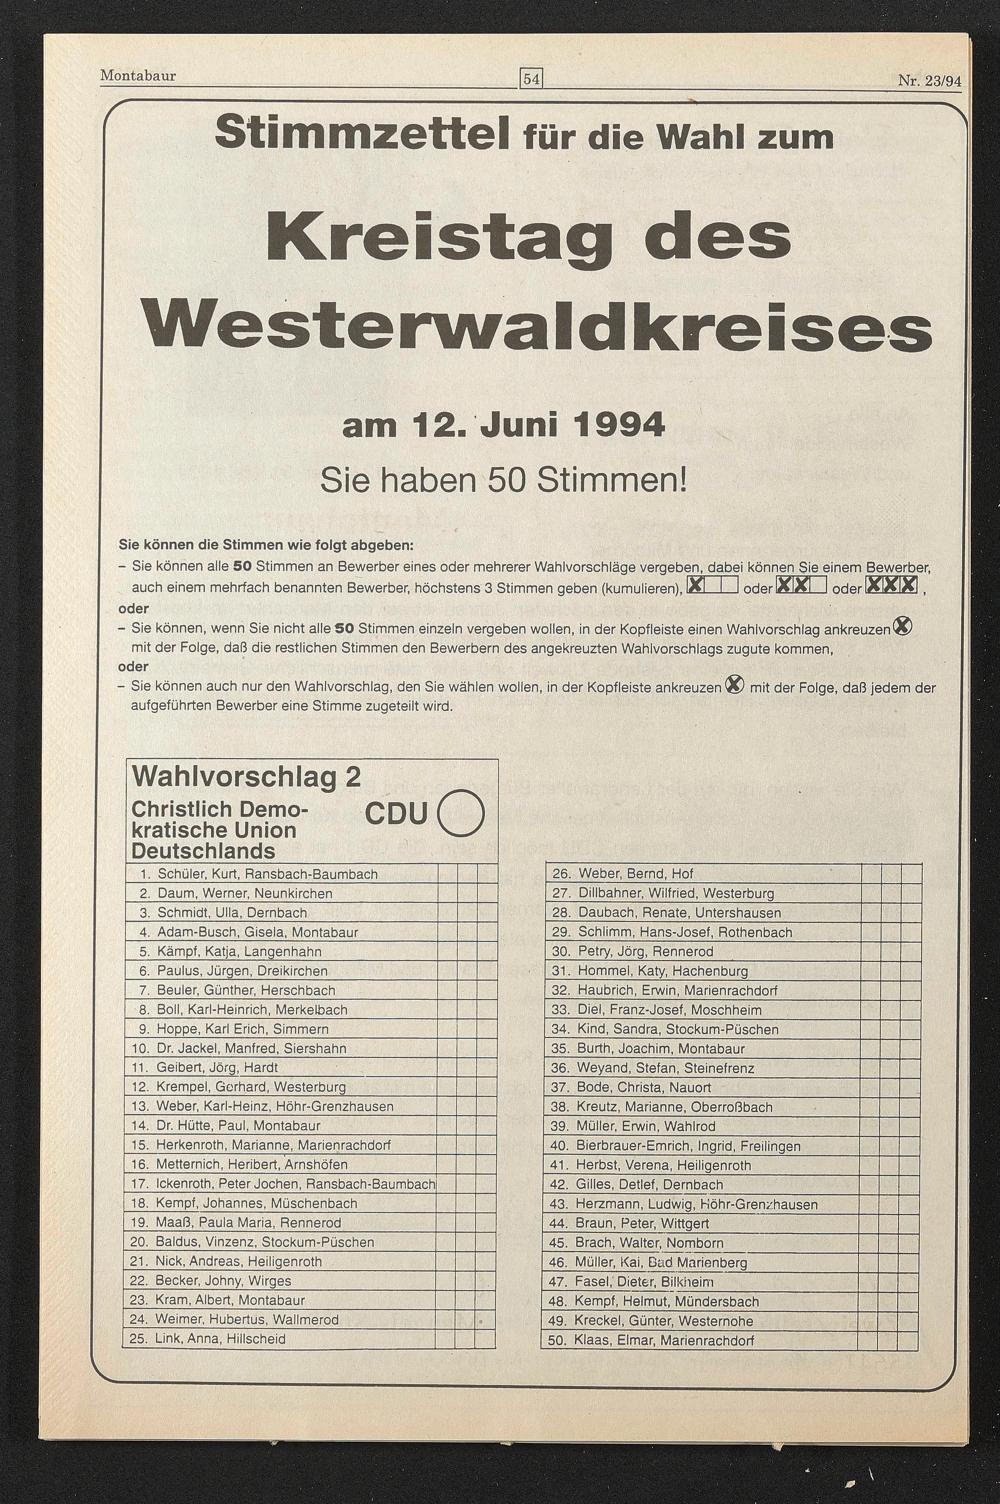 Montabaur
54
Nr. 23/94
Stimmzettel für die Wahl zum
Kreistag des
Westerwaldkreises
am 12. Juni 1994
Sie haben 50 Stimmen!
Sie können die Stimmen wie folgt abgeben:
– Sie können alle 50 Stimmen an Bewerber eines oder mehrerer Wahlvorschläge vergeben, dabei können Sie einem Bewerber,
auch einem mehrfach benannten Bewerber, höchstens 3 Stimmen geben (kumulieren), X oder XX oder XXX ,
oder
– Sie können, wenn Sie nicht alle 50 Stimmen einzeln vergeben wollen, in der Kopfleiste einen Wahlvorschlag ankreuzen X
mit der Folge, daß die restlichen Stimmen den Bewerbern des angekreuzten Wahlvorschlags zugute kommen,
oder
– Sie können auch nur den Wahlvorschlag, den Sie wählen wollen, in der Kopfleiste ankreuzen X mit der Folge, daß jedem der
aufgeführten Bewerber eine Stimme zugeteilt wird.
Wahlvorschlag 2
Christlich Demo-
kratische Union
Deutschlands
CDU
1. Schüler, Kurt, Ransbach-Baumbach
2. Daum, Werner, Neunkirchen
3. Schmidt, Ulla, Dernbach
4. Adam-Busch, Gisela, Montabaur
5. Kämpf, Katja, Langenhahn
6. Paulus, Jürgen, Dreikirchen
7. Beuler, Günther, Herschbach
8. Boll, Karl-Heinrich, Merkelbach
9. Hoppe, Karl Erich, Simmern
10. Dr. Jackel, Manfred, Siershahn
11. Geibert, Jörg, Hardt
12. Krempel, Gerhard, Westerburg
13. Weber, Karl-Heinz, Höhr-Grenzhausen
14. Dr. Hütte, Paul, Montabaur
15. Herkenroth, Marianne, Marienrachdorf
16. Metternich, Heribert, Arnshöfen
17. Ickenroth, Peter Jochen, Ransbach-Baumbach
18. Kempf, Johannes, Müschenbach
19. Maaß, Paula Maria, Rennerod
20. Baldus, Vinzenz, Stockum-Püschen
21. Nick, Andreas, Heiligenroth
22. Becker, Johny, Wirges
23. Kram, Albert, Montabaur
24. Weimer, Hubertus, Wallmerod
25. Link, Anna, Hillscheid
26. Weber, Bernd, Hof
27. Dillbahner, Wilfried, Westerburg
28. Daubach, Renate, Untershausen
29. Schlimm, Hans-Josef, Rothenbach
30. Petry, Jörg, Rennerod
31. Hommel, Katy, Hachenburg
32. Haubrich, Erwin, Marienrachdorf
33. Diel, Franz-Josef, Moschheim
34. Kind, Sandra, Stockum-Püschen
35. Burth, Joachim, Montabaur
36. Weyand, Stefan, Steinefrenz
37. Bode, Christa, Nauort
38. Kreutz, Marianne, Oberroßbach
39. Müller, Erwin, Wahlrod
40. Bierbrauer-Emrich, Ingrid, Freilingen
41. Herbst, Verena, Heiligenroth
42. Gilles, Detlef, Dernbach
43. Herzmann, Ludwig, Höhr-Grenzhausen
44. Braun, Peter, Wittgert
45. Brach, Walter, Nomborn
46. Müller, Kai, Bad Marienberg
47. Fasel, Dieter, Bilkheim
48. Kempf, Helmut, Mündersbach
49. Kreckel, Günter, Westernohe
50. Klaas, Elmar, Marienrachdorf